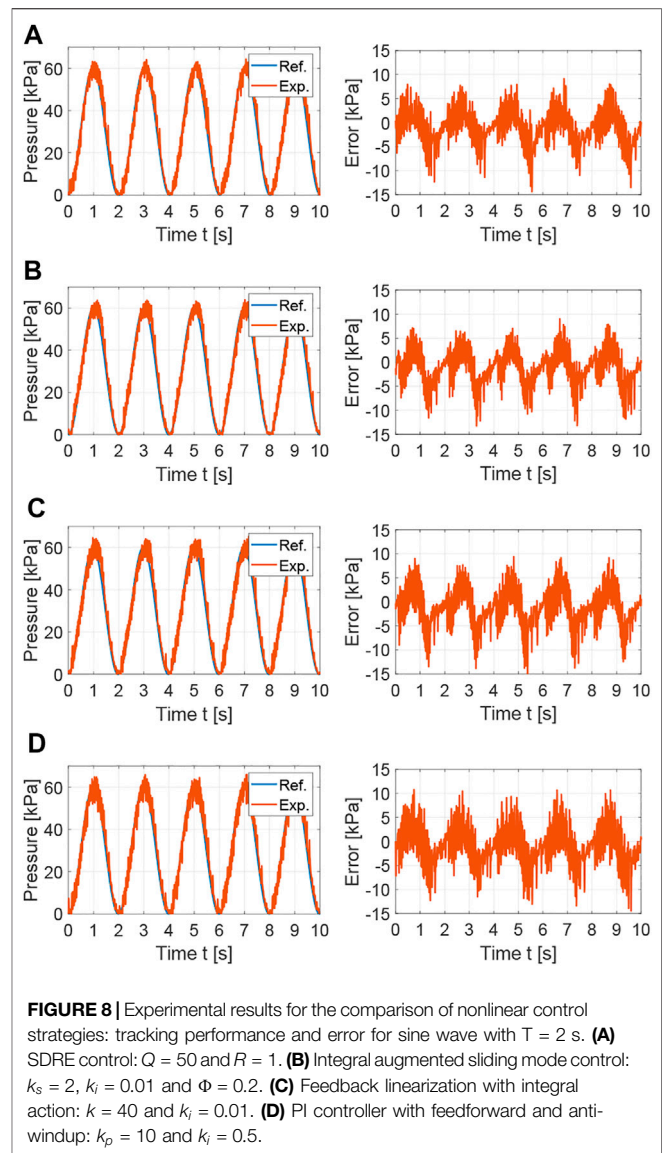 A
Pressure [kPa]
60
40
20
0
0 1 2 3 4 5 6 7 8 9 10
Time t [s]
Ref.
Exp.
Error [kPa]
15
10
5
0
-5
-10
-15
0 1 2 3 4 5 6 7 8 9 10
Time t [s]
B
Pressure [kPa]
60
40
20
0
0 1 2 3 4 5 6 7 8 9 10
Time t [s]
Ref.
Exp.
Error [kPa]
15
10
5
0
-5
-10
-15
0 1 2 3 4 5 6 7 8 9 10
Time t [s]
C
Pressure [kPa]
60
40
20
0
0 1 2 3 4 5 6 7 8 9 10
Time t [s]
Ref.
Exp.
Error [kPa]
15
10
5
0
-5
-10
-15
0 1 2 3 4 5 6 7 8 9 10
Time t [s]
D
Pressure [kPa]
60
40
20
0
0 1 2 3 4 5 6 7 8 9 10
Time t [s]
Ref.
Exp.
Error [kPa]
15
10
5
0
-5
-10
-15
0 1 2 3 4 5 6 7 8 9 10
Time t [s]
FIGURE 8 | Experimental results for the comparison of nonlinear control
strategies: tracking performance and error for sine wave with T = 2 s. (A)
SDRE control: Q = 50 and R = 1. (B) Integral augmented sliding mode control:
kₛ = 2, kᵢ = 0.01 and Φ = 0.2. (C) Feedback linearization with integral
action: k = 40 and kᵢ = 0.01. (D) PI controller with feedforward and anti-
windup: kₚ = 10 and kᵢ = 0.5.